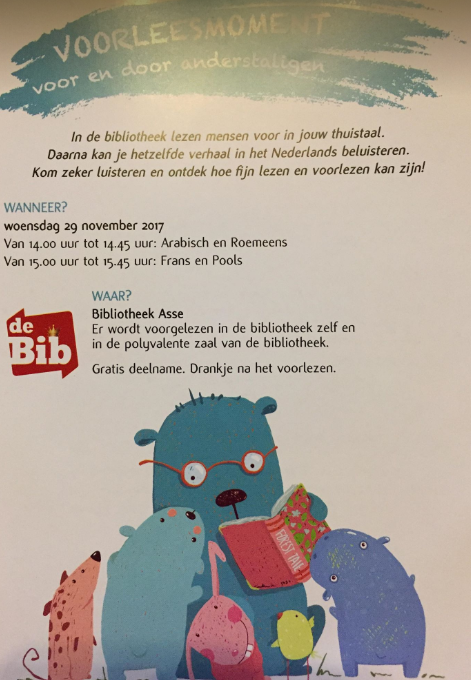 VOORLEESMOMENT
voor en door anderstaligen
In de bibliotheek lezen mensen voor in jouw thuistaal.
Daarna kan je hetzelfde verhaal in het Nederlands beluisteren.
Kom zeker luisteren en ontdek hoe fijn lezen en voorlezen kan zijn!
WANNEER?
woensdag 29 november 2017
Van 14.00 uur tot 14.45 uur: Arabisch en Roemeens
Van 15.00 uur tot 15.45 uur: Frans en Pools
WAAR?
Bibliotheek Asse
Er wordt voorgelezen in de bibliotheek zelf en
in de polyvalente zaal van de bibliotheek.
Gratis deelname. Drankje na het voorlezen.
de
Bib
FOREST TALE